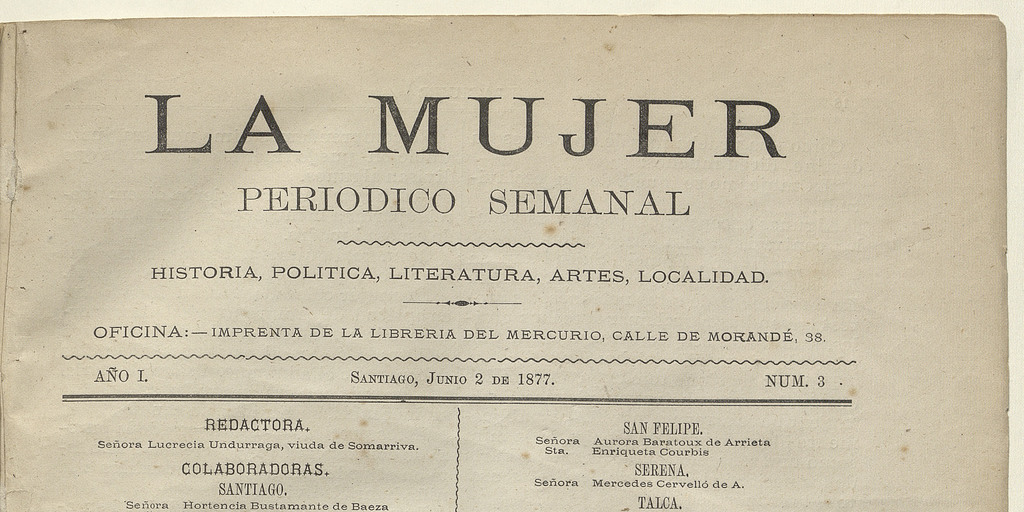 LA MUJER
PERIODICO SEMANAL
HISTORIA, POLITICA, LITERATURA, ARTES, LOCALIDAD.
OFICINA:—IMPRENTA DE LA LIBRERIA DEL MERCURIO, CALLE DE MORANDÉ, 38.
AÑO I. SANTIAGO, JUNIO 2 DE 1877. NUM. 3
REDACTORA.
Señora Lucrecia Undurraga, viuda de Somarriva.
COLABORADORAS.
SANTIAGO.
Señora Hortencia Bustamante de Baeza
SAN FELIPE.
Señora Aurora Baratoux de Arrieta
Sta. Enriqueta Courbis
SERENA.
Señora Mercedes Cervelló de A.
TALCA.